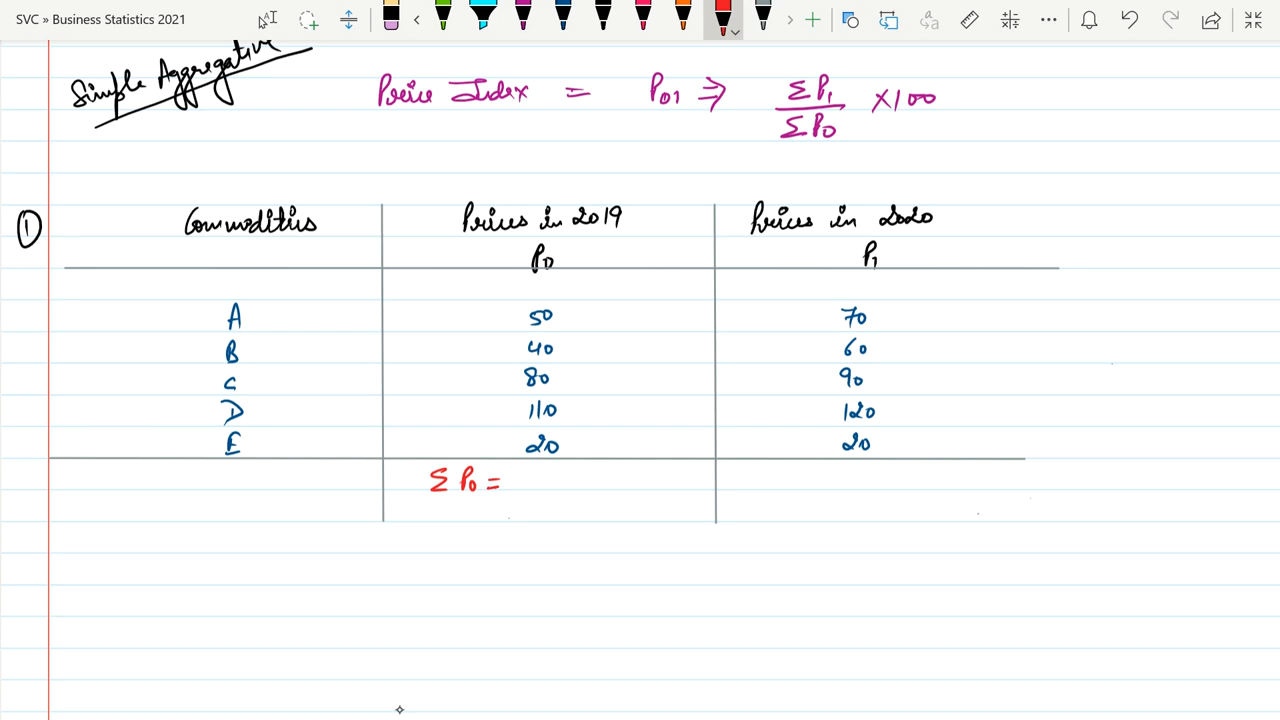 SVC » Business Statistics 2021
Simple Aggregative
Price Index = P01 ⇒ ΣP1 / ΣP0 ×100
① Commodities Prices in 2019 Prices in 2020
P0 P1
A 50 70
B 40 60
C 80 90
D 110 120
E 20 20
Σ P0 =